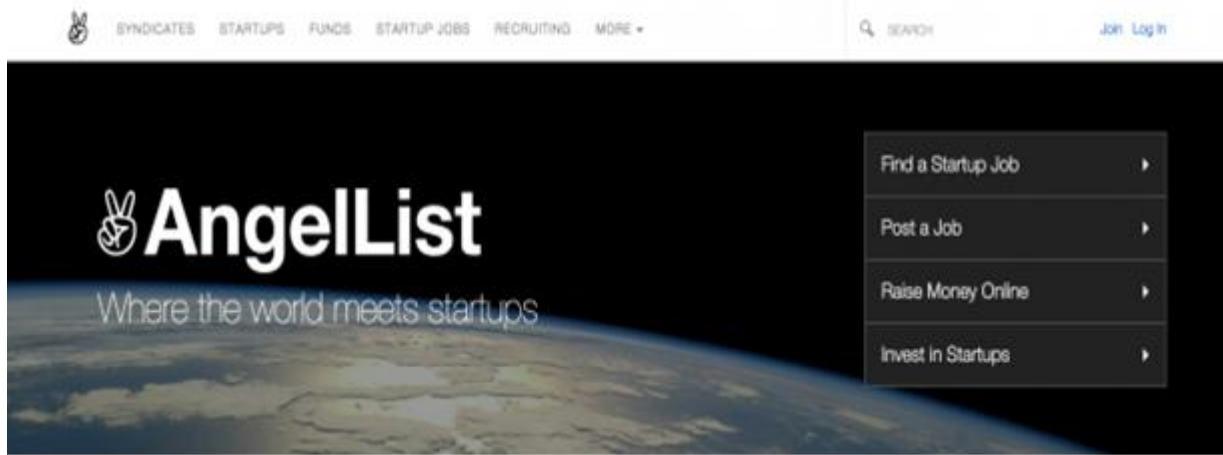 SYNDICATES STARTUPS FUNDS STARTUP JOBS RECRUITING MORE SEARCH Join Log In
Find a Startup Job
AngelList
Post a Job
Where the world meets startups
Raise Money Online
Invest in Startups